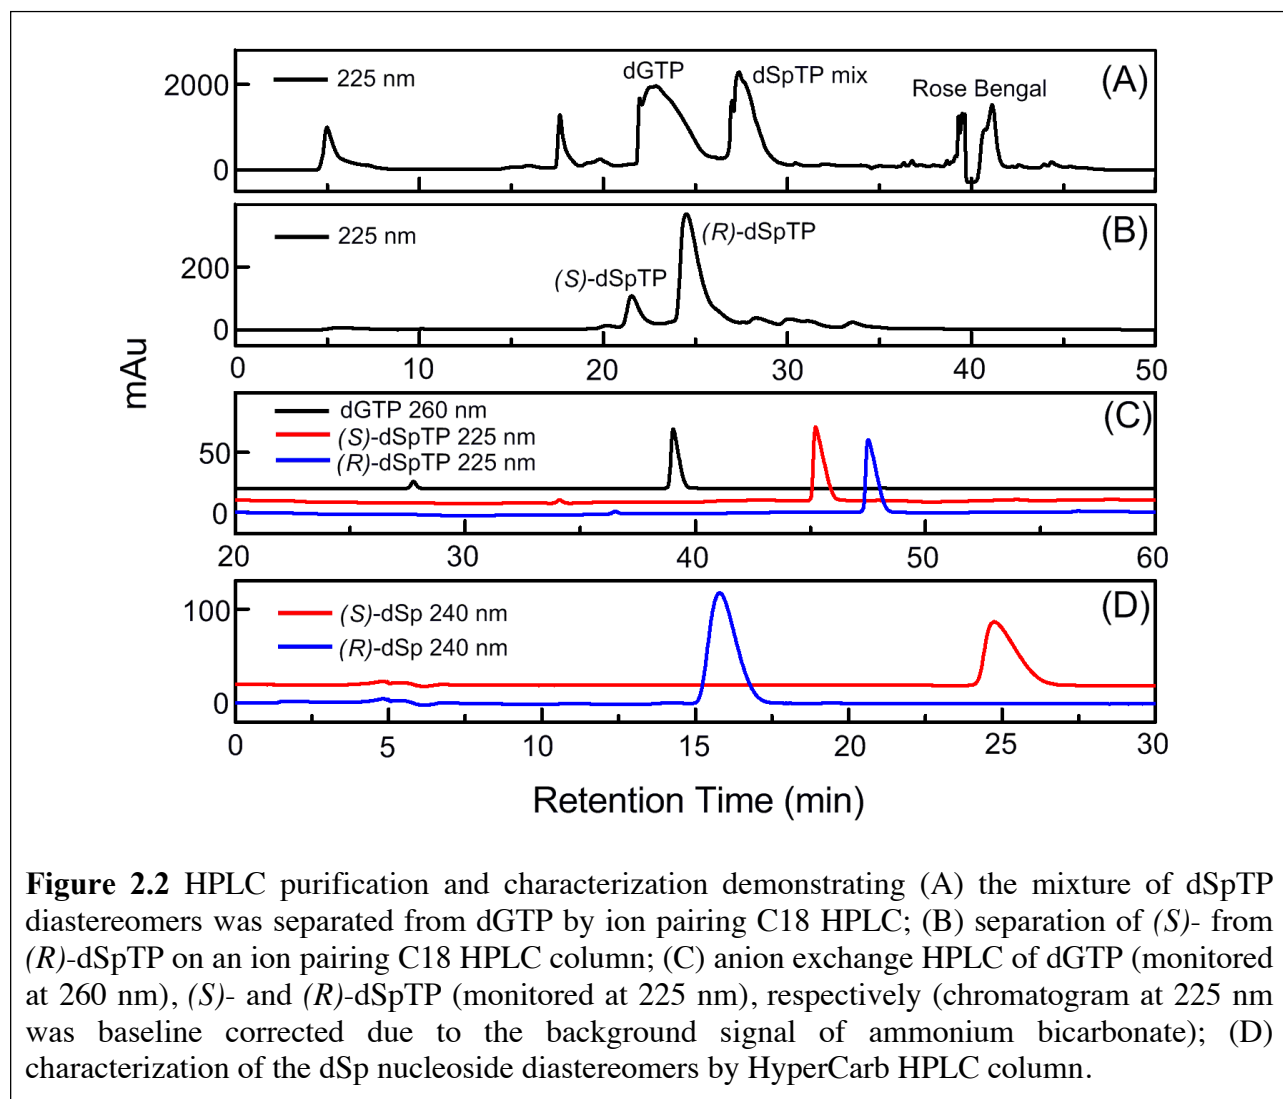 225 nm
dGTP
dSpTP mix
Rose Bengal
(A)
2000
0
225 nm
(S)-dSpTP
(R)-dSpTP
(B)
200
0
0 10 20 30 40 50
mAu
dGTP 260 nm
(S)-dSpTP 225 nm
(R)-dSpTP 225 nm
(C)
50
0
20 30 40 50 60
(S)-dSp 240 nm
(R)-dSp 240 nm
(D)
100
0
0 5 10 15 20 25 30
Retention Time (min)
Figure 2.2 HPLC purification and characterization demonstrating (A) the mixture of dSpTP
diastereomers was separated from dGTP by ion pairing C18 HPLC; (B) separation of (S)- from
(R)-dSpTP on an ion pairing C18 HPLC column; (C) anion exchange HPLC of dGTP (monitored
at 260 nm), (S)- and (R)-dSpTP (monitored at 225 nm), respectively (chromatogram at 225 nm
was baseline corrected due to the background signal of ammonium bicarbonate); (D)
characterization of the dSp nucleoside diastereomers by HyperCarb HPLC column.